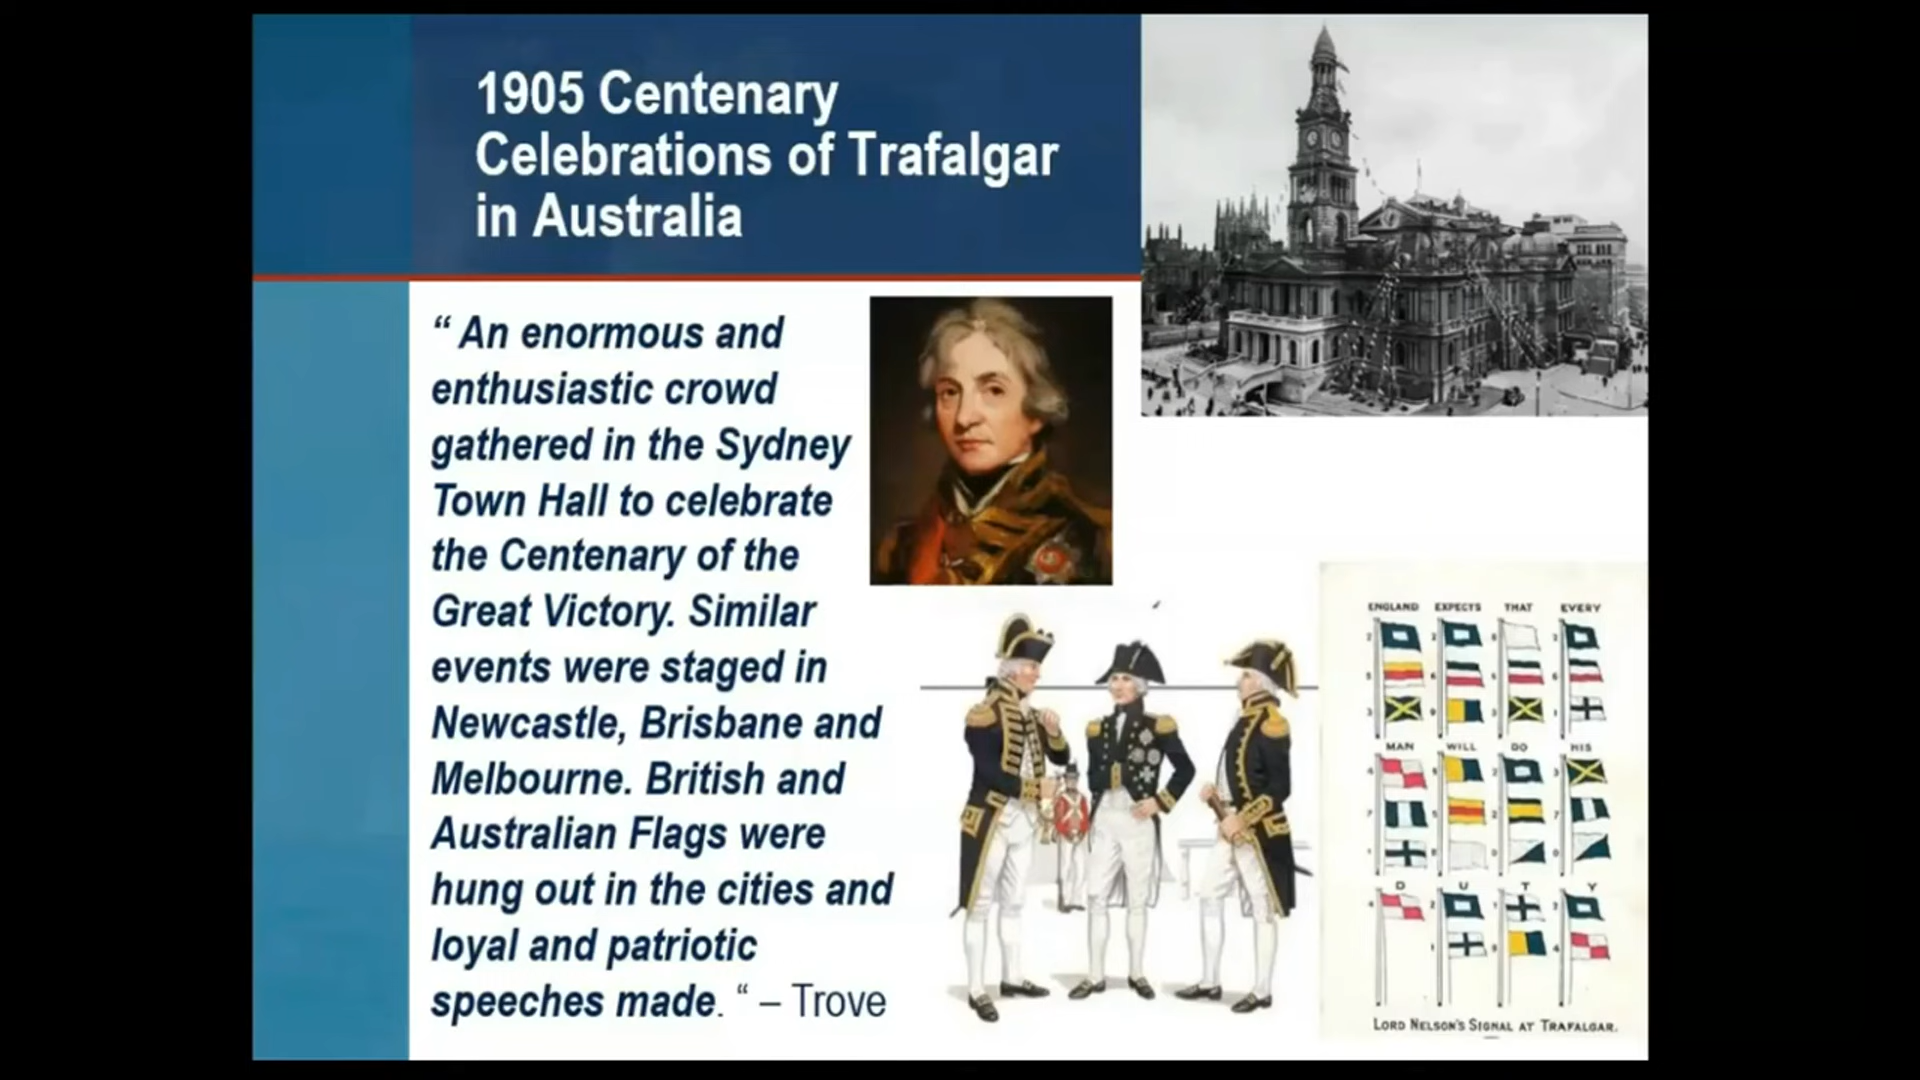 1905 Centenary
Celebrations of Trafalgar
in Australia
“ An enormous and
enthusiastic crowd
gathered in the Sydney
Town Hall to celebrate
the Centenary of the
Great Victory. Similar
events were staged in
Newcastle, Brisbane and
Melbourne. British and
Australian Flags were
hung out in the cities and
loyal and patriotic
speeches made. “ – Trove
ENGLAND EXPECTS THAT EVERY
MAN WILL DO HIS
D U T Y
LORD NELSON'S SIGNAL AT TRAFALGAR.